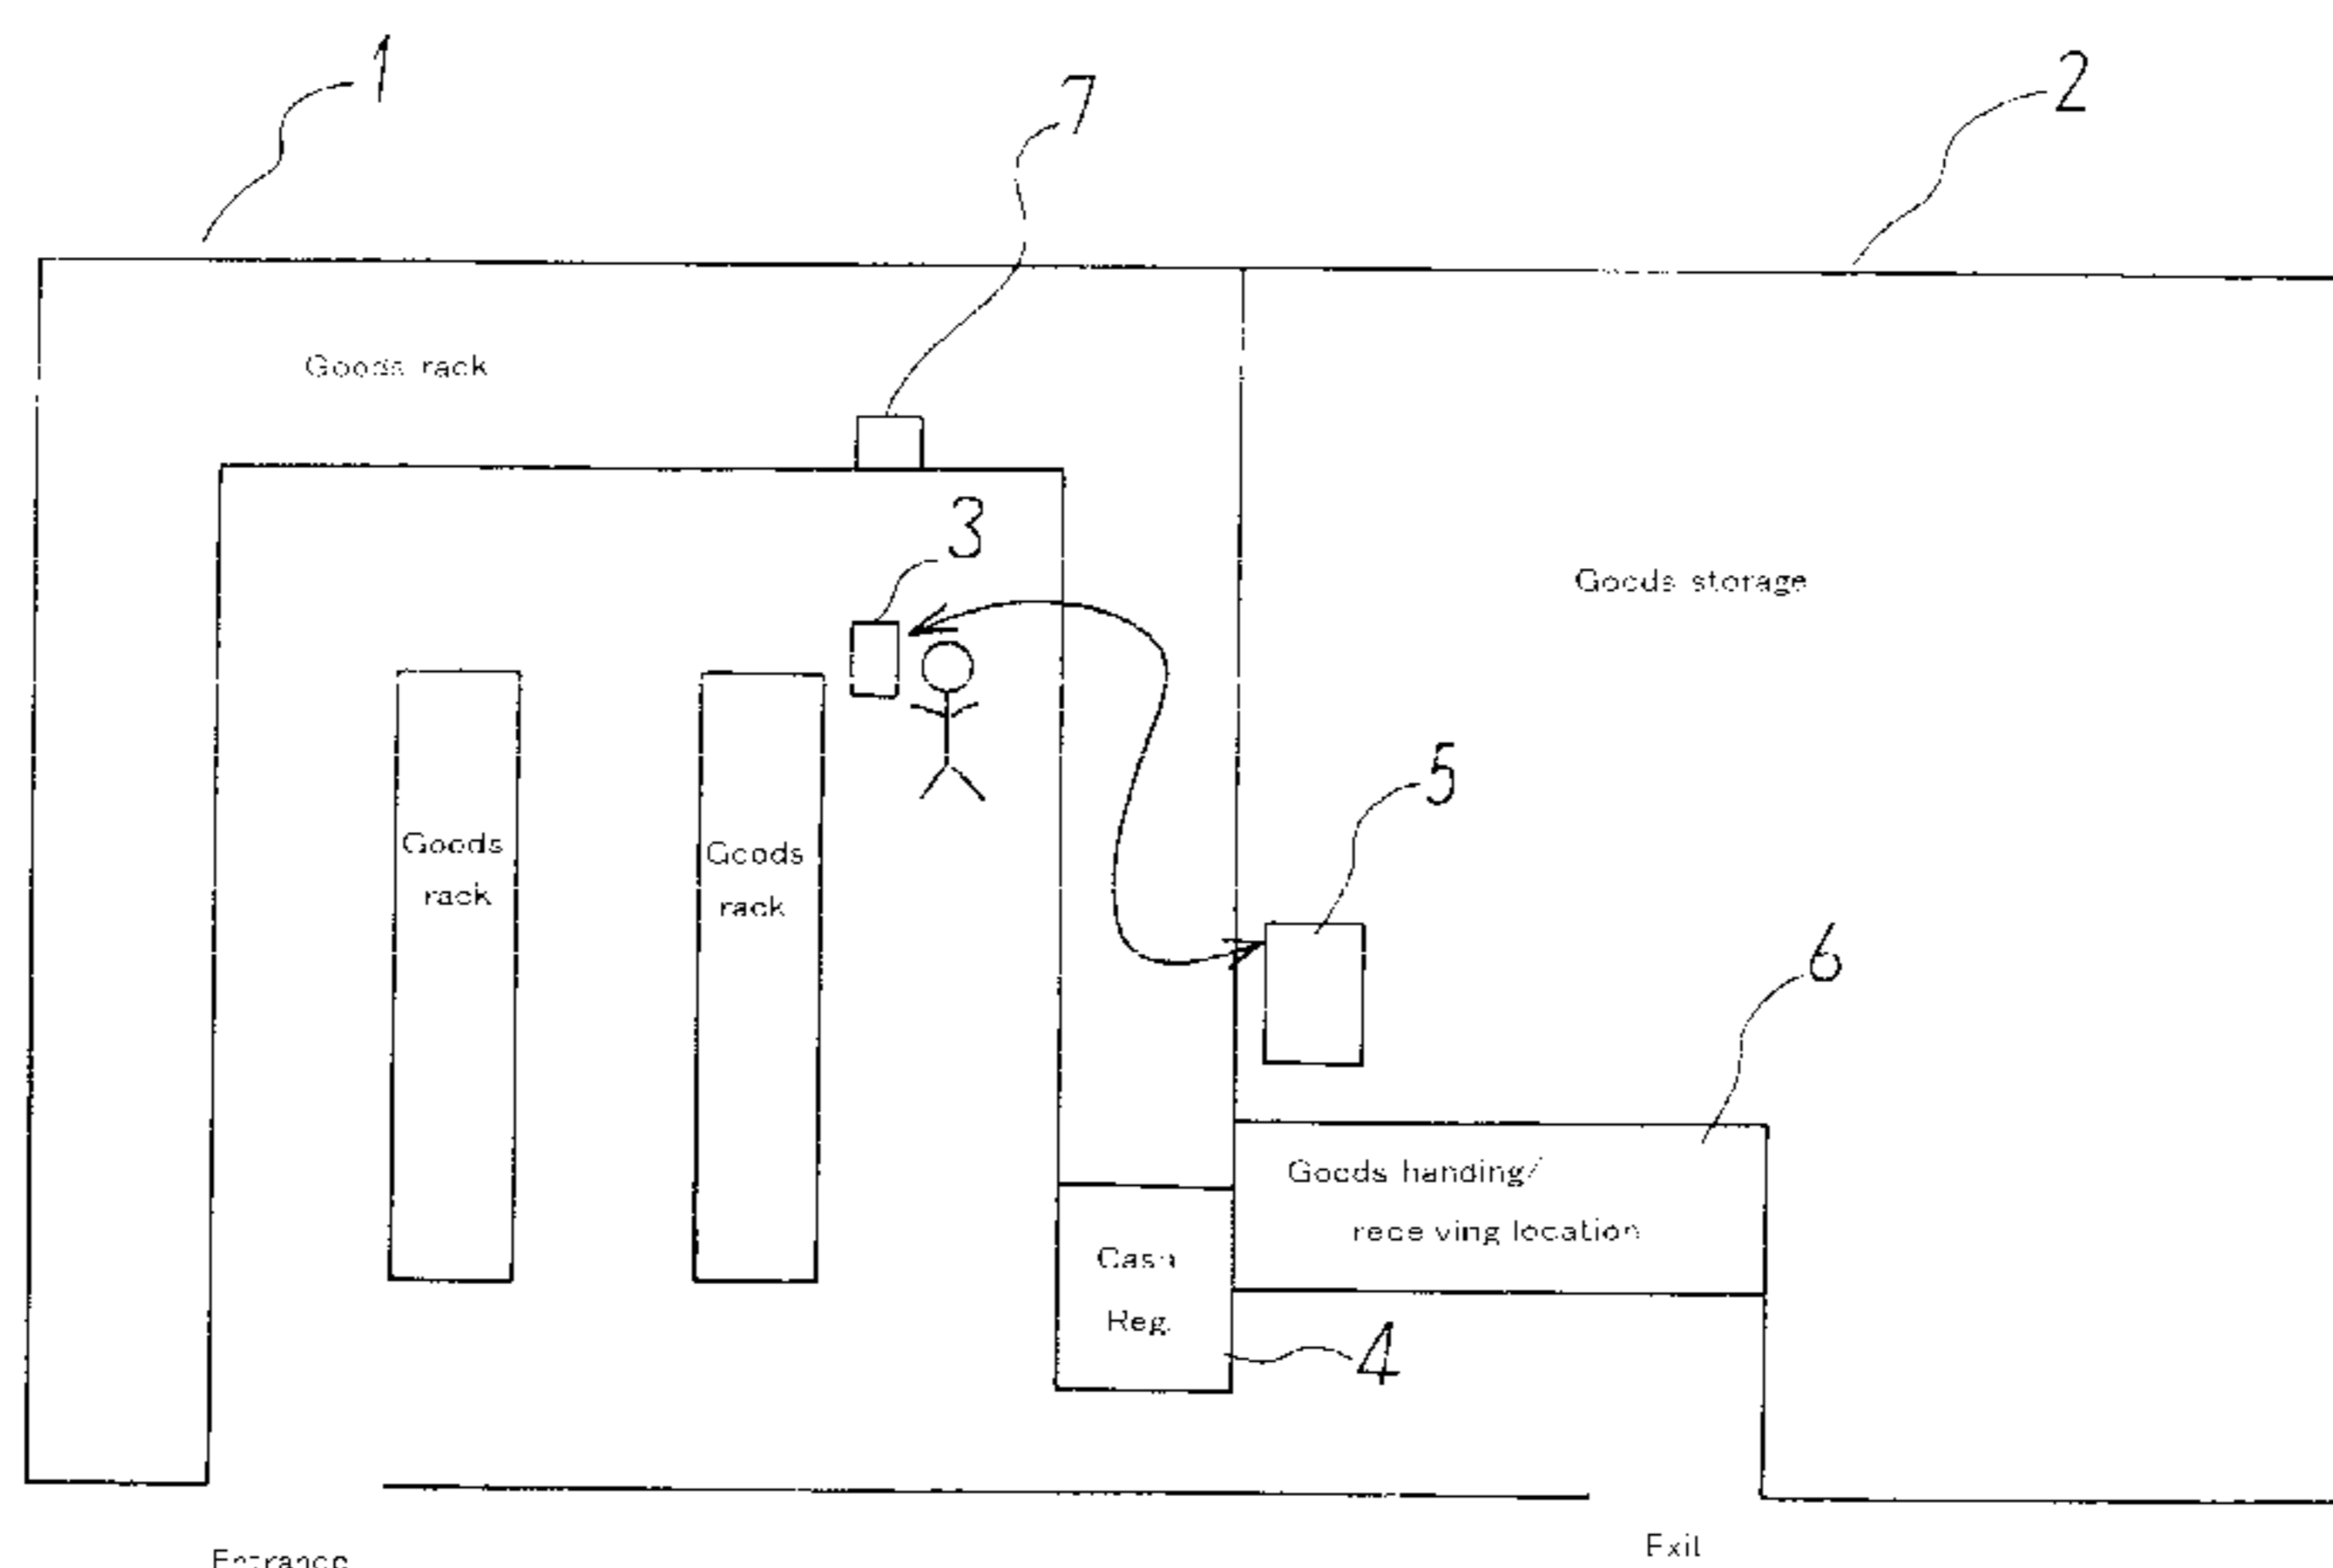 1
7
2
Goods rack
3
Goods storage
5
Goods
rack
Goods
rack
6
Goods handing/
receiving location
Cash
Reg.
4
Exit
Entrance